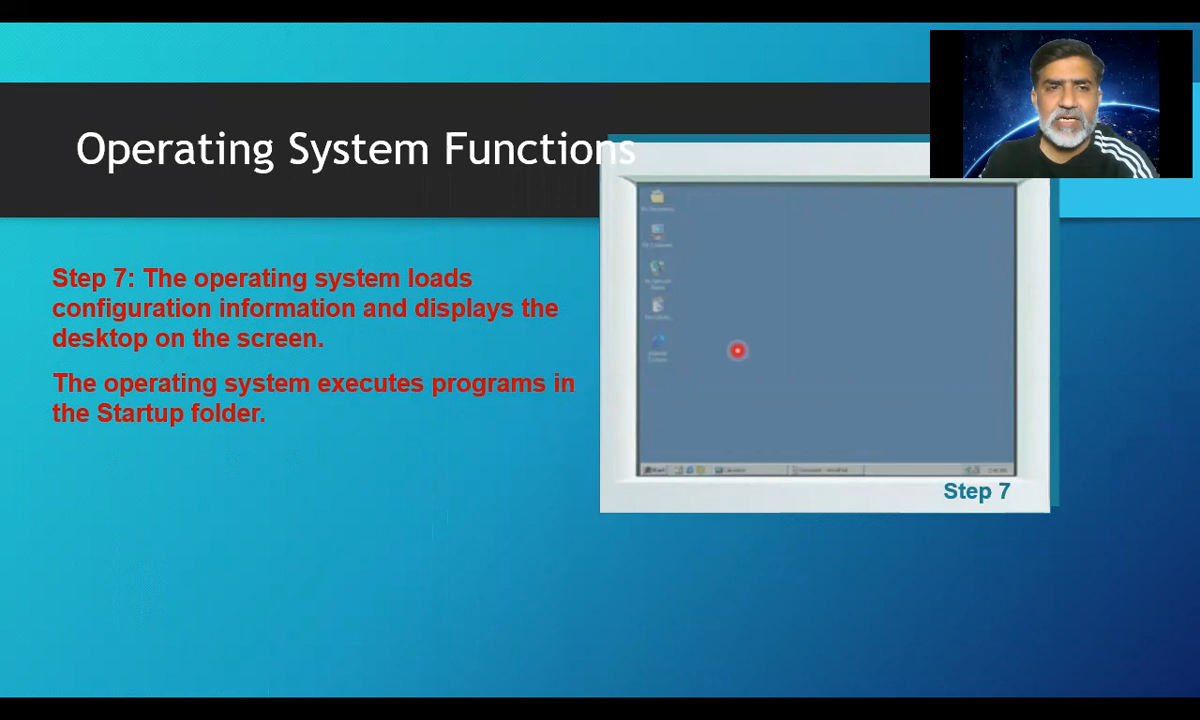 Operating System Functions
Step 7: The operating system loads
configuration information and displays the
desktop on the screen.
The operating system executes programs in
the Startup folder.
Start
Step 7